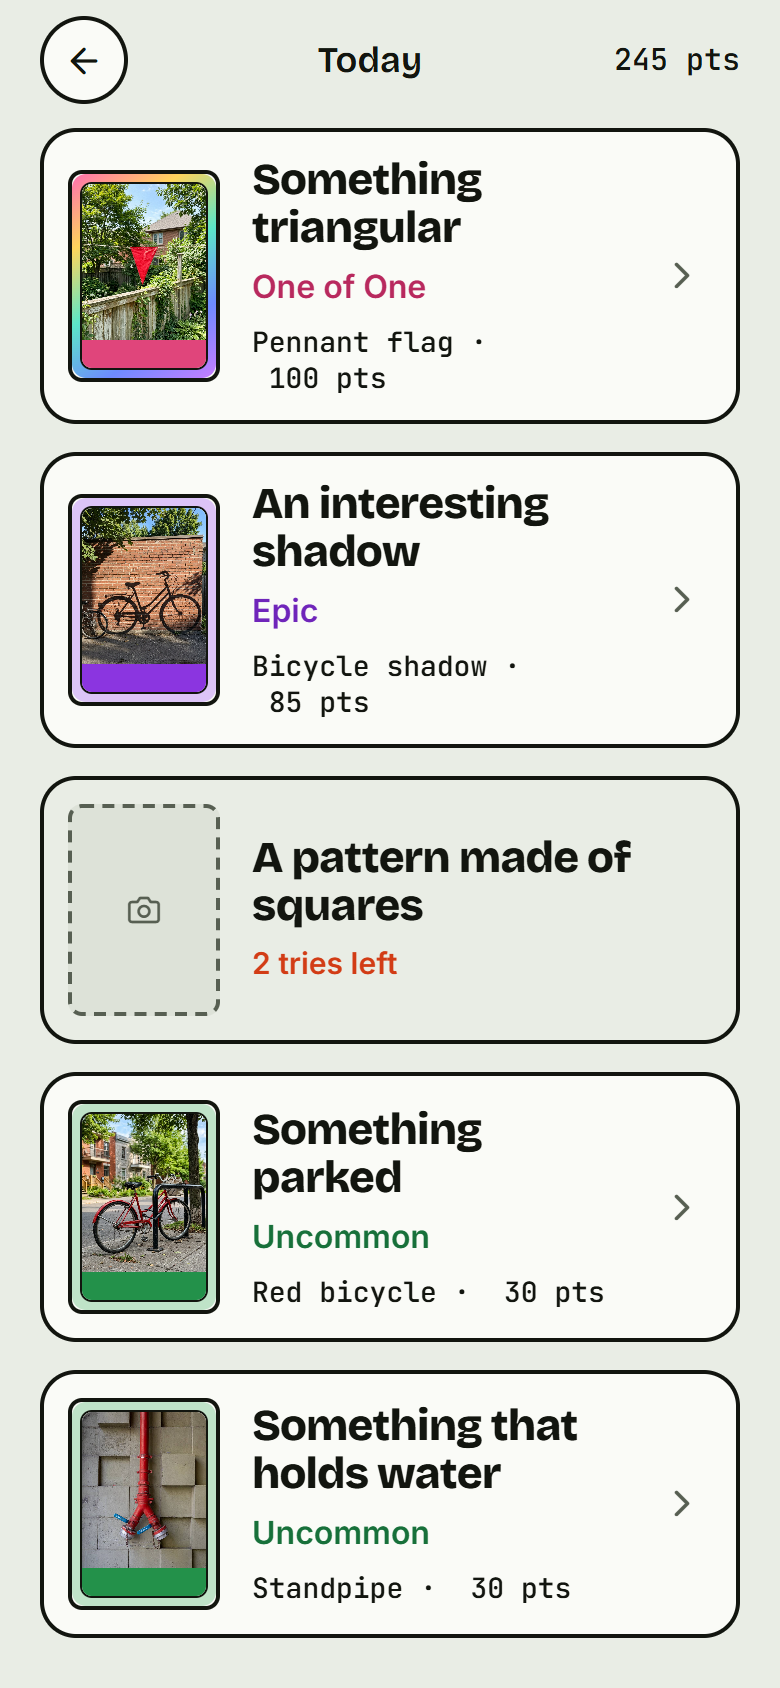 Today
245 pts
Something
triangular
One of One
Pennant flag ·
100 pts
An interesting
shadow
Epic
Bicycle shadow ·
85 pts
A pattern made of
squares
2 tries left
Something
parked
Uncommon
Red bicycle · 30 pts
Something that
holds water
Uncommon
Standpipe · 30 pts